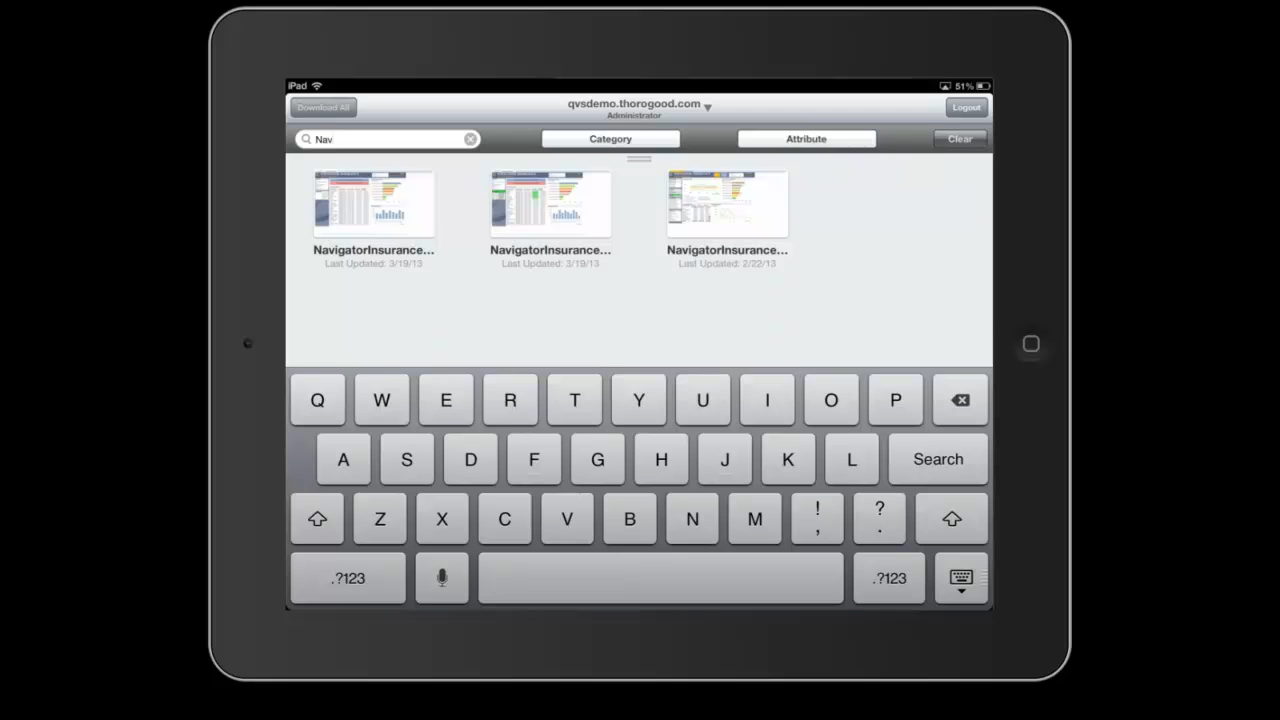 iPad 51%
Download All qvsdemo.thorogood.com Logout
Administrator
Nav Category Attribute Clear
NavigatorInsurance... NavigatorInsurance... NavigatorInsurance...
Last Updated: 3/19/13 Last Updated: 3/19/13 Last Updated: 2/22/13
Q W E R T Y U I O P
A S D F G H J K L Search
Z X C V B N M ! , ? .
.?123 .?123